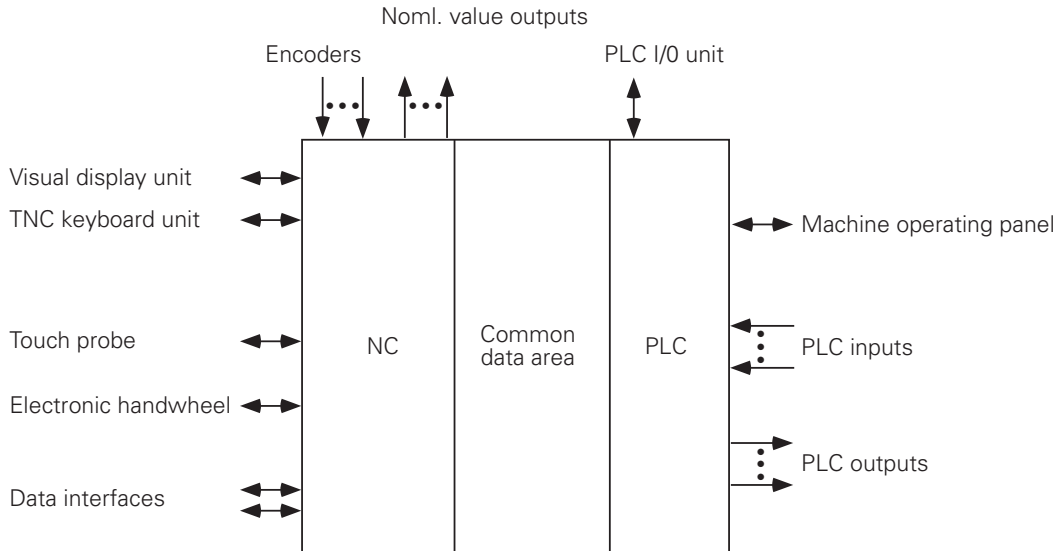 Noml. value outputs
Encoders
PLC I/0 unit
Visual display unit
TNC keyboard unit
Machine operating panel
Touch probe
NC
Common
data area
PLC
PLC inputs
Electronic handwheel
PLC outputs
Data interfaces